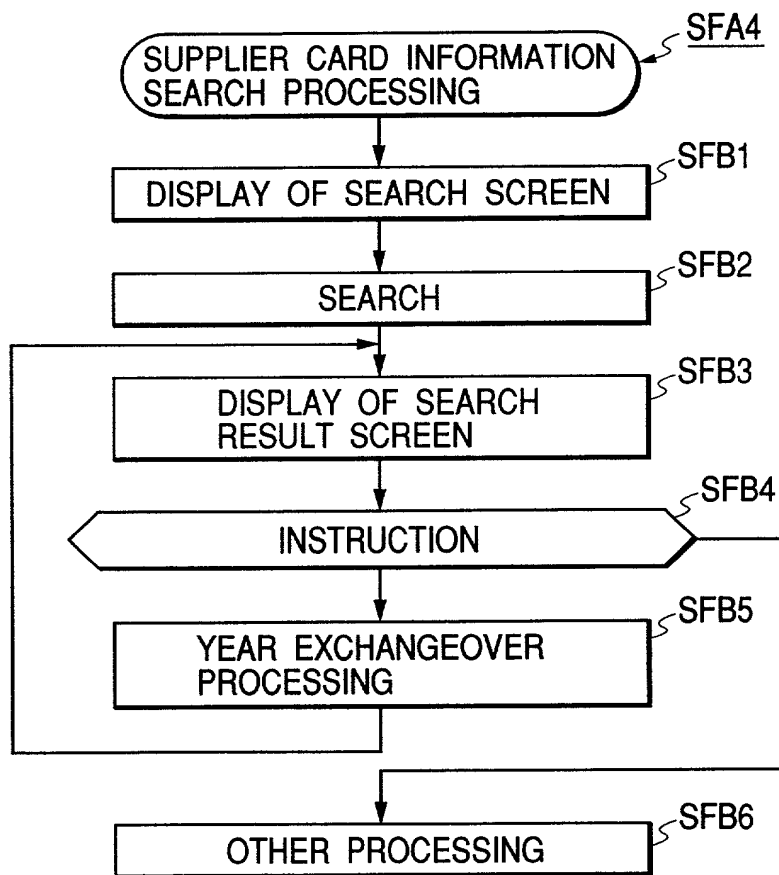 SFA4
SUPPLIER CARD INFORMATION
SEARCH PROCESSING
SFB1
DISPLAY OF SEARCH SCREEN
SFB2
SEARCH
SFB3
DISPLAY OF SEARCH
RESULT SCREEN
SFB4
INSTRUCTION
SFB5
YEAR EXCHANGEOVER
PROCESSING
SFB6
OTHER PROCESSING